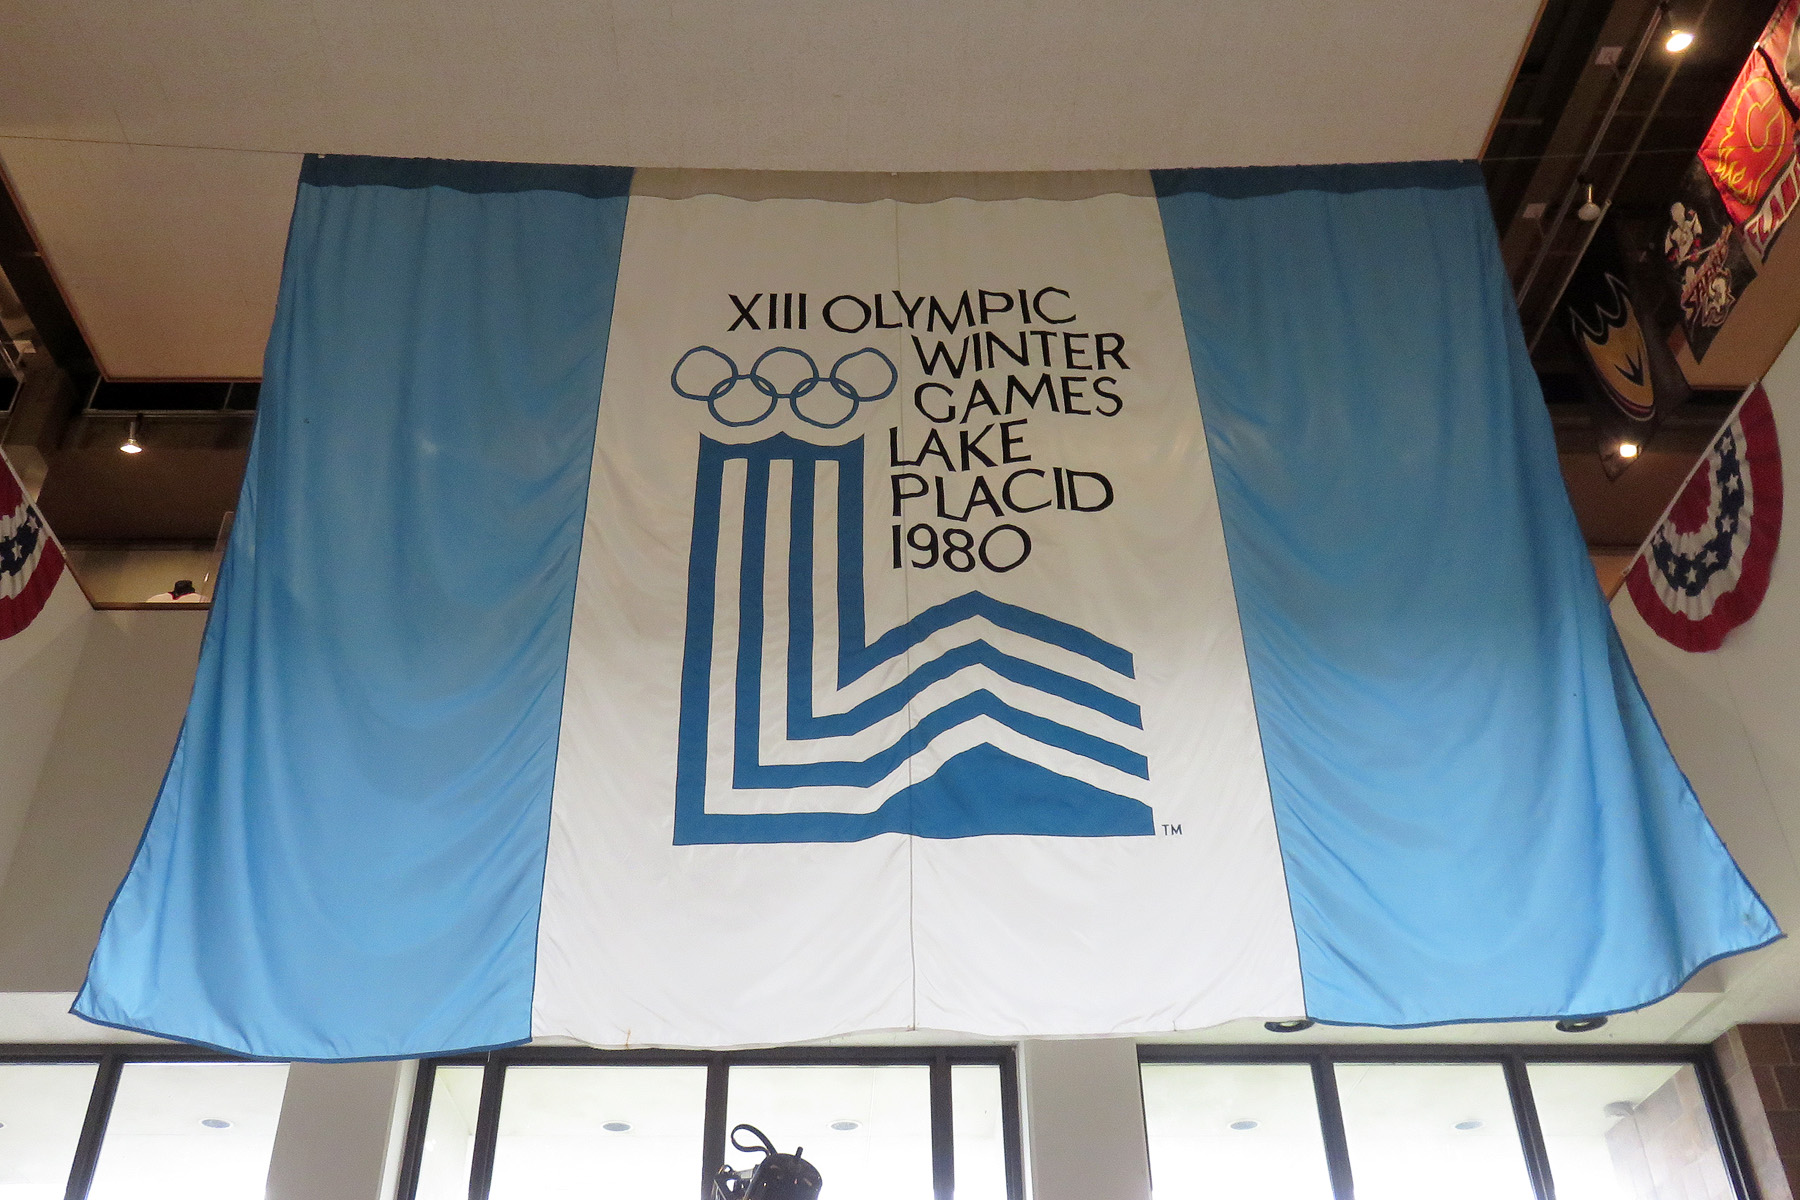 XIII OLYMPIC
WINTER
GAMES
LAKE
PLACID
1980
TM